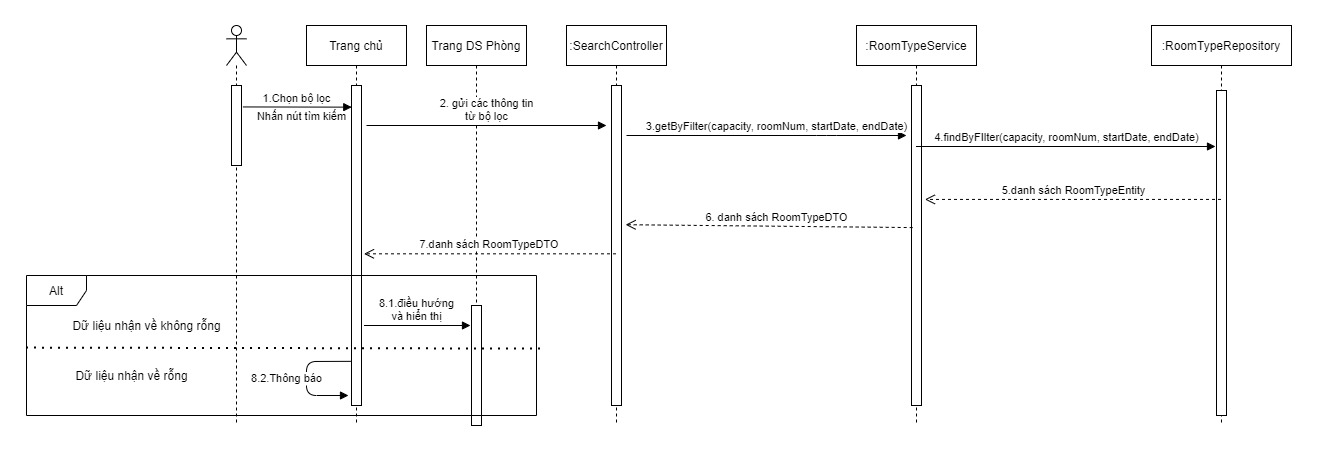 Trang chủ
Trang DS Phòng
:SearchController
:RoomTypeService
:RoomTypeRepository
1.Chọn bộ lọc
Nhấn nút tìm kiếm
2. gửi các thông tin
từ bộ lọc
3.getByFilter(capacity, roomNum, startDate, endDate)
4.findByFIlter(capacity, roomNum, startDate, endDate)
5.danh sách RoomTypeEntity
6. danh sách RoomTypeDTO
7.danh sách RoomTypeDTO
Alt
8.1.điều hướng
và hiển thị
Dữ liệu nhận về không rỗng
Dữ liệu nhận về rỗng
8.2.Thông báo